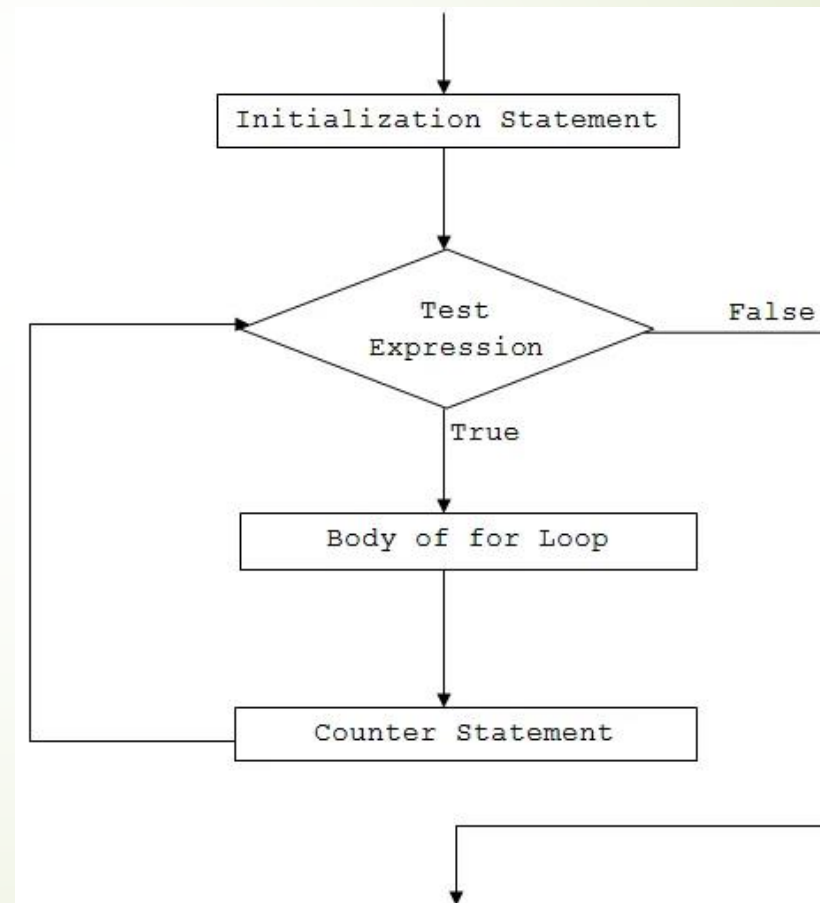 Initialization Statement
Test
Expression
False
True
Body of for Loop
Counter Statement